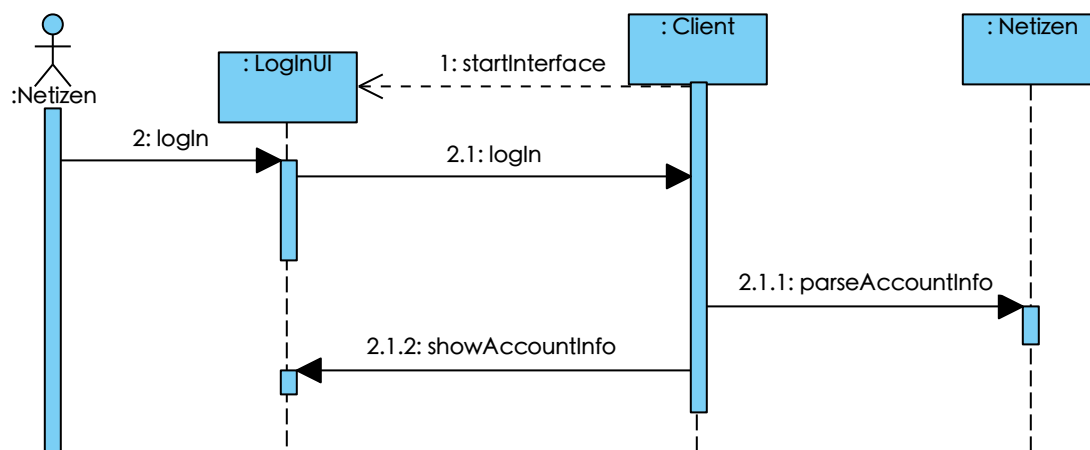 : Client
: Netizen
: LogInUI
1: startInterface
:Netizen
2: logIn
2.1: logIn
2.1.1: parseAccountInfo
2.1.2: showAccountInfo